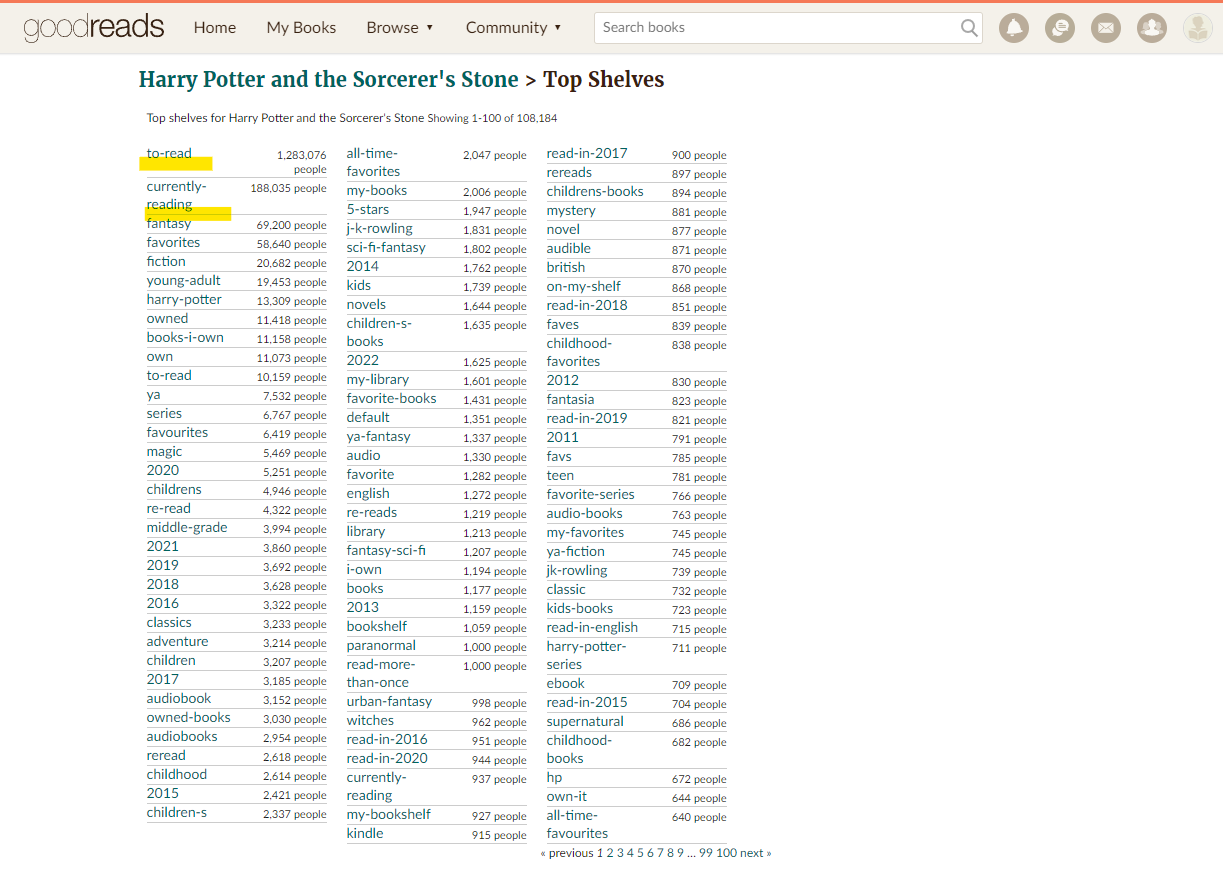 goodreads Home My Books Browse ▼ Community ▼ Search books
Harry Potter and the Sorcerer's Stone > Top Shelves
Top shelves for Harry Potter and the Sorcerer's Stone Showing 1-100 of 108,184
to-read 1,283,076
people
currently- 188,035 people
reading
fantasy 69,200 people
favorites 58,640 people
fiction 20,682 people
young-adult 19,453 people
harry-potter 13,309 people
owned 11,418 people
books-i-own 11,158 people
own 11,073 people
to-read 10,159 people
ya 7,532 people
series 6,767 people
favourites 6,419 people
magic 5,469 people
2020 5,251 people
childrens 4,946 people
re-read 4,322 people
middle-grade 3,994 people
2021 3,860 people
2019 3,692 people
2018 3,628 people
2016 3,322 people
classics 3,233 people
adventure 3,214 people
children 3,207 people
2017 3,185 people
audiobook 3,152 people
owned-books 3,030 people
audiobooks 2,954 people
reread 2,618 people
childhood 2,614 people
2015 2,421 people
children-s 2,337 people
all-time- 2,047 people
favorites
my-books 2,006 people
5-stars 1,947 people
j-k-rowling 1,831 people
sci-fi-fantasy 1,802 people
2014 1,762 people
kids 1,739 people
novels 1,644 people
children-s- 1,635 people
books
2022 1,625 people
my-library 1,601 people
favorite-books 1,431 people
default 1,351 people
ya-fantasy 1,337 people
audio 1,330 people
favorite 1,282 people
english 1,272 people
re-reads 1,219 people
library 1,213 people
fantasy-sci-fi 1,207 people
i-own 1,194 people
books 1,177 people
2013 1,159 people
bookshelf 1,059 people
paranormal 1,000 people
read-more- 1,000 people
than-once
urban-fantasy 998 people
witches 962 people
read-in-2016 951 people
read-in-2020 944 people
currently- 937 people
reading
my-bookshelf 927 people
kindle 915 people
read-in-2017 900 people
rereads 897 people
childrens-books 894 people
mystery 881 people
novel 877 people
audible 871 people
british 870 people
on-my-shelf 868 people
read-in-2018 851 people
faves 839 people
childhood- 838 people
favorites
2012 830 people
fantasia 823 people
read-in-2019 821 people
2011 791 people
favs 785 people
teen 781 people
favorite-series 766 people
audio-books 763 people
my-favorites 745 people
ya-fiction 745 people
jk-rowling 739 people
classic 732 people
kids-books 723 people
read-in-english 715 people
harry-potter- 711 people
series
ebook 709 people
read-in-2015 704 people
supernatural 686 people
childhood- 682 people
books
hp 672 people
own-it 644 people
all-time- 640 people
favourites
« previous 1 2 3 4 5 6 7 8 9 … 99 100 next »